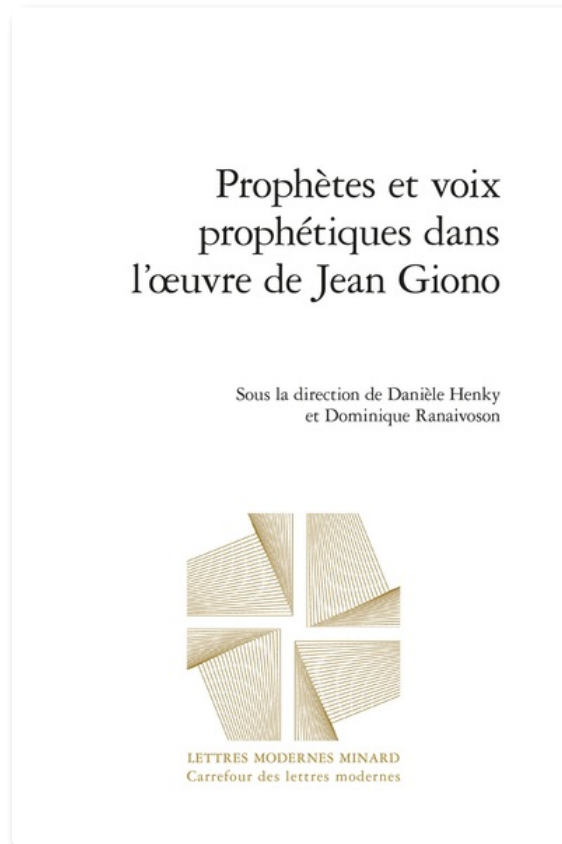 Prophètes et voix
prophétiques dans
l’œuvre de Jean Giono
Sous la direction de Danièle Henky
et Dominique Ranaivoson
LETTRES MODERNES MINARD
Carrefour des lettres modernes